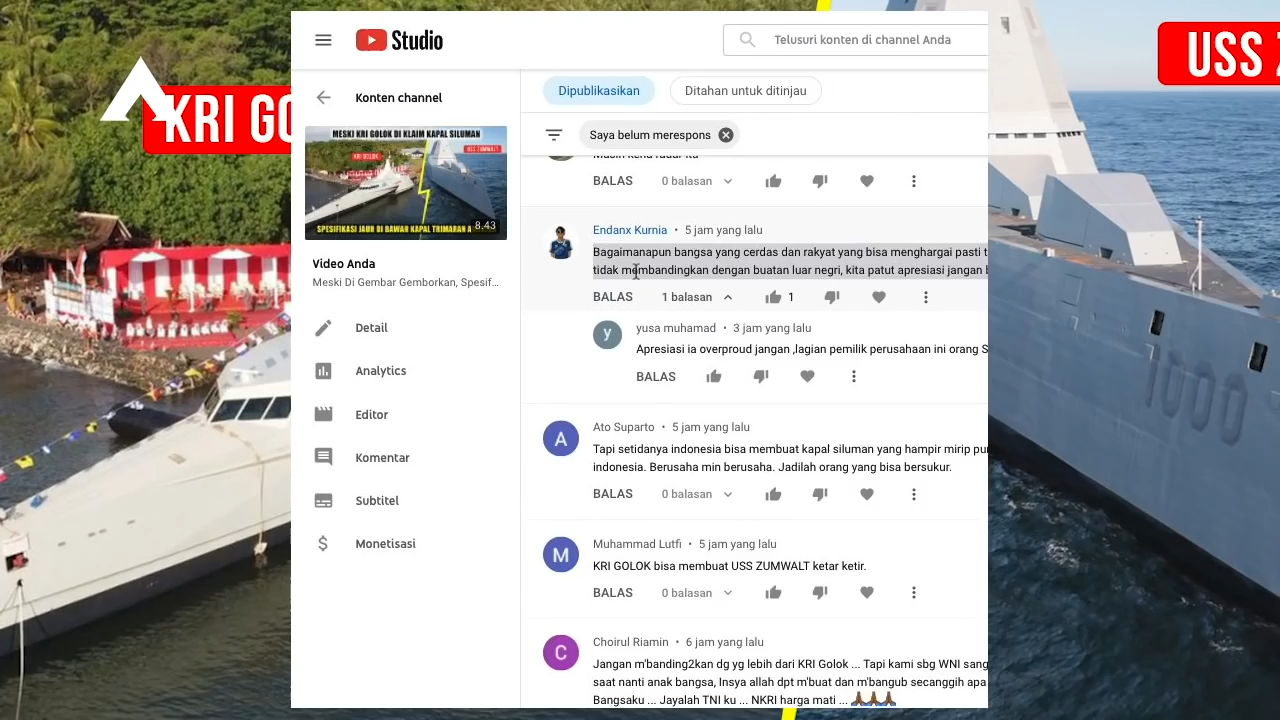 Studio
Telusuri konten di channel Anda
USS
KRI GO
Konten channel
Dipublikasikan
Ditahan untuk ditinjau
MESKI KRI GOLOK DI KLAIM KAPAL SILUMAN
USS ZUMWALT
KRI GOLOK
SPESIFIKASI JAUH DI BAWAH KAPAL THIMARAN A
8.43
Saya belum merespons
BALAS 0 balasan
Video Anda
Meski Di Gembar Gemborkan, Spesif...
Detail
Analytics
Editor
Komentar
Subtitel
Monetisasi
Endanx Kurnia • 5 jam yang lalu
Bagaimanapun bangsa yang cerdas dan rakyat yang bisa menghargai pasti t
tidak membandingkan dengan buatan luar negri, kita patut apresiasi jangan b
BALAS 1 balasan 1
y
yusa muhamad • 3 jam yang lalu
Apresiasi ia overproud jangan ,lagian pemilik perusahaan ini orang S
BALAS
A
Ato Suparto • 5 jam yang lalu
Tapi setidanya indonesia bisa membuat kapal siluman yang hampir mirip pu
indonesia. Berusaha min berusaha. Jadilah orang yang bisa bersukur.
BALAS 0 balasan
M
Muhammad Lutfi • 5 jam yang lalu
KRI GOLOK bisa membuat USS ZUMWALT ketar ketir.
BALAS 0 balasan
C
Choirul Riamin • 6 jam yang lalu
Jangan m'banding2kan dg yg lebih dari KRI Golok ... Tapi kami sbg WNI sang
saat nanti anak bangsa, Insya allah dpt m'buat dan m'bangub secanggih apa
Bangsaku ... Jayalah TNI ku ... NKRI harga mati ... 🙏🏾🙏🏾🙏🏾
1000